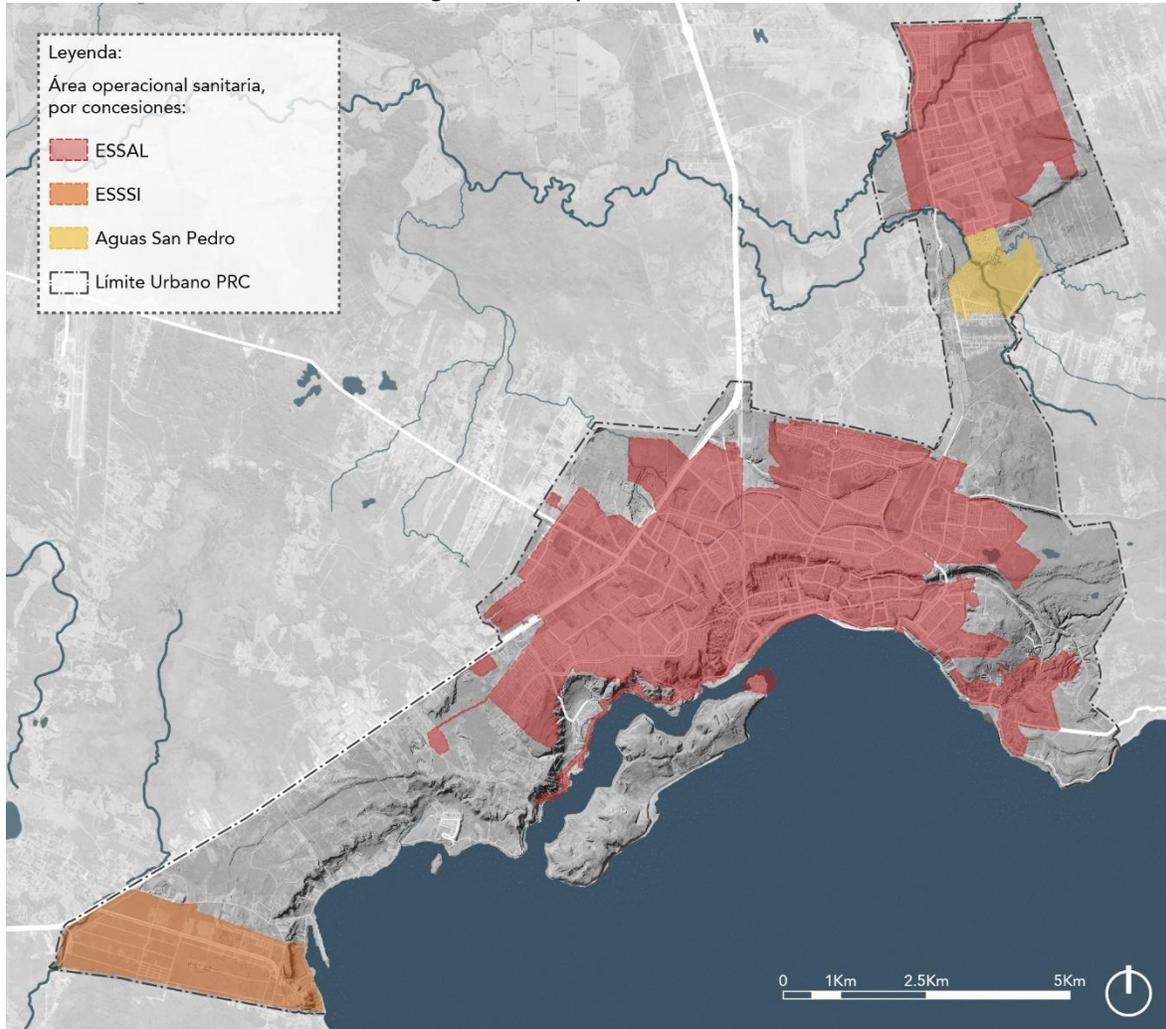 Leyenda:
Área operacional sanitaria,
por concesiones:
ESSAL
ESSSI
Aguas San Pedro
Límite Urbano PRC
0 1Km 2.5Km 5Km